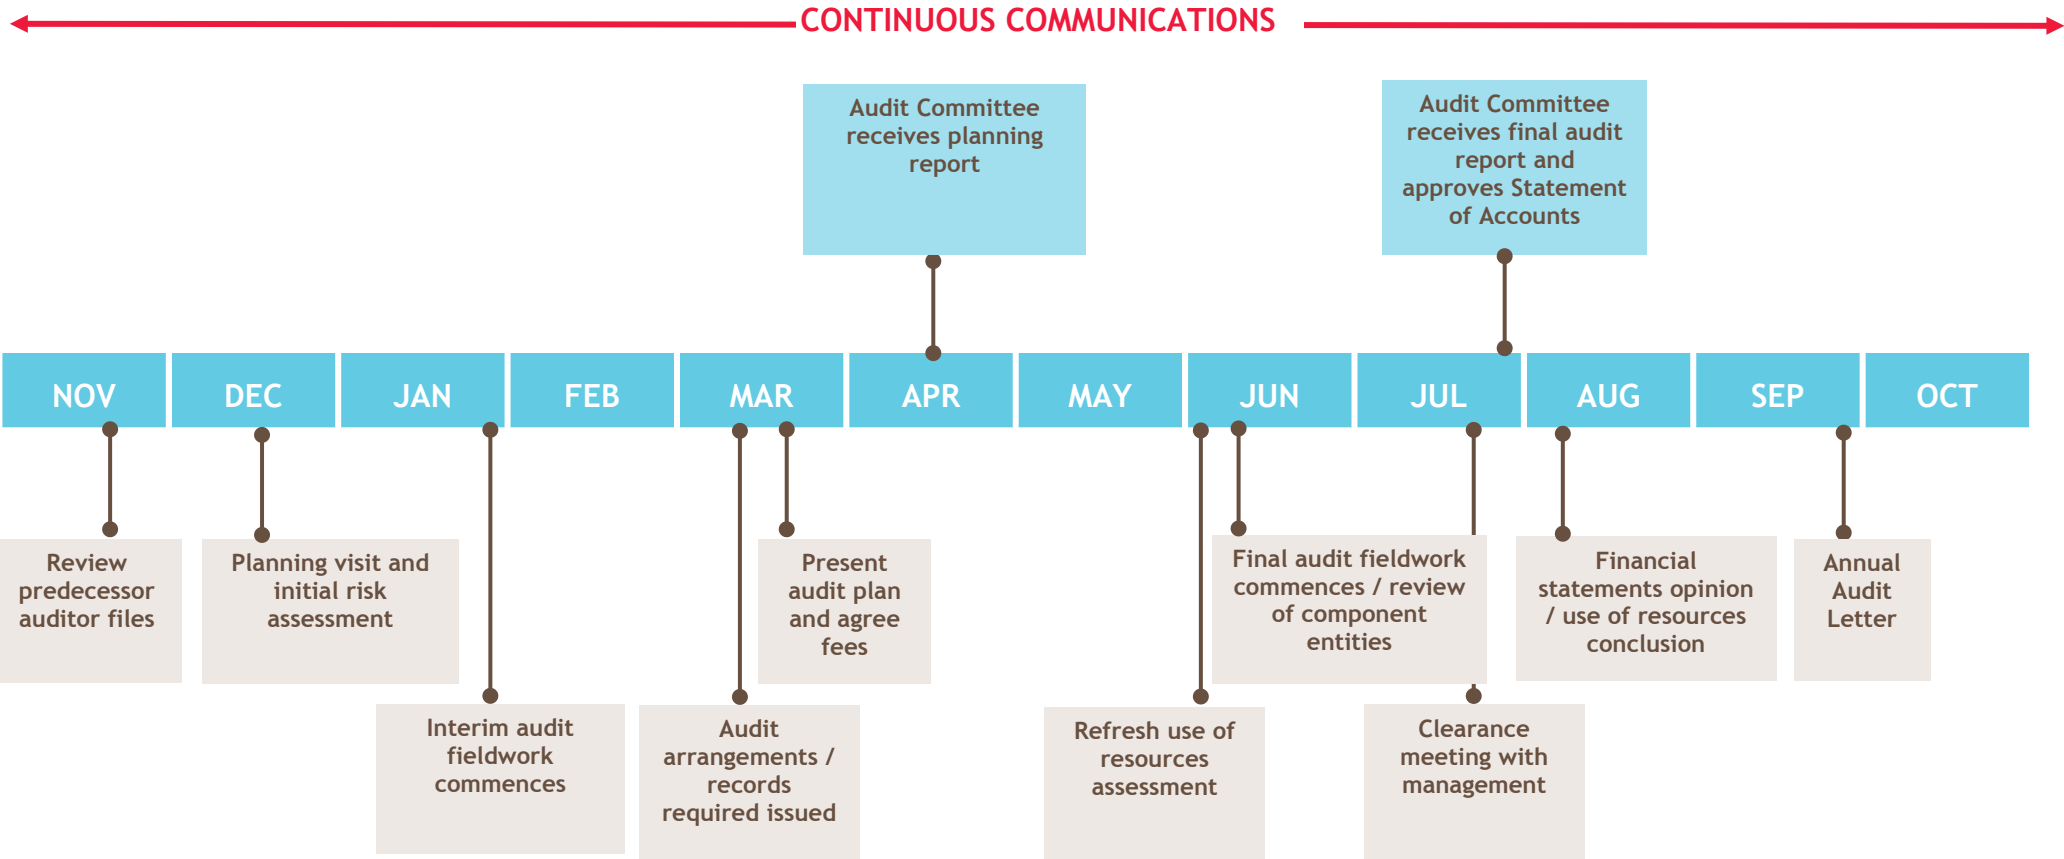 CONTINUOUS COMMUNICATIONS
Audit Committee
receives planning
report
Audit Committee
receives final audit
report and
approves Statement
of Accounts
NOV
DEC
JAN
FEB
MAR
APR
MAY
JUN
JUL
AUG
SEP
OCT
Review
predecessor
auditor files
Planning visit and
initial risk
assessment
Present
audit plan
and agree
fees
Final audit fieldwork
commences / review
of component
entities
Financial
statements opinion
/ use of resources
conclusion
Annual
Audit
Letter
Interim audit
fieldwork
commences
Audit
arrangements /
records
required issued
Refresh use of
resources
assessment
Clearance
meeting with
management